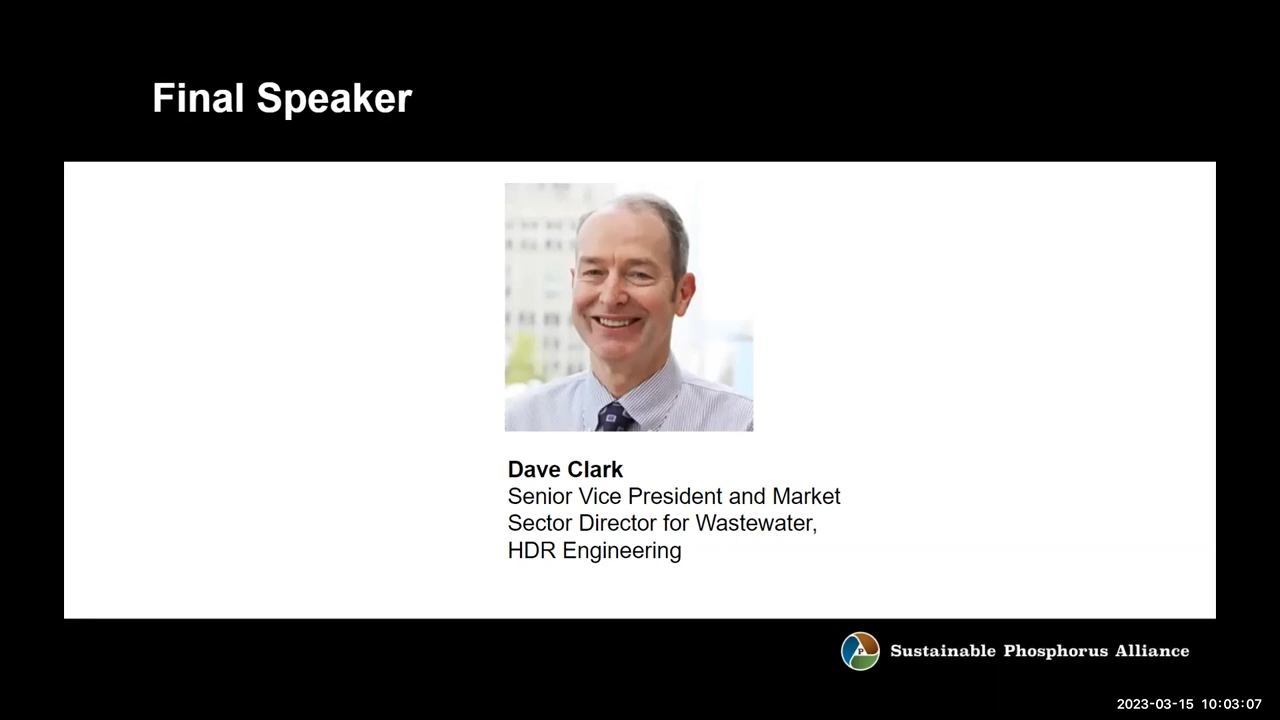 Final Speaker
Dave Clark
Senior Vice President and Market
Sector Director for Wastewater,
HDR Engineering
P
Sustainable Phosphorus Alliance
2023-03-15 10:03:07